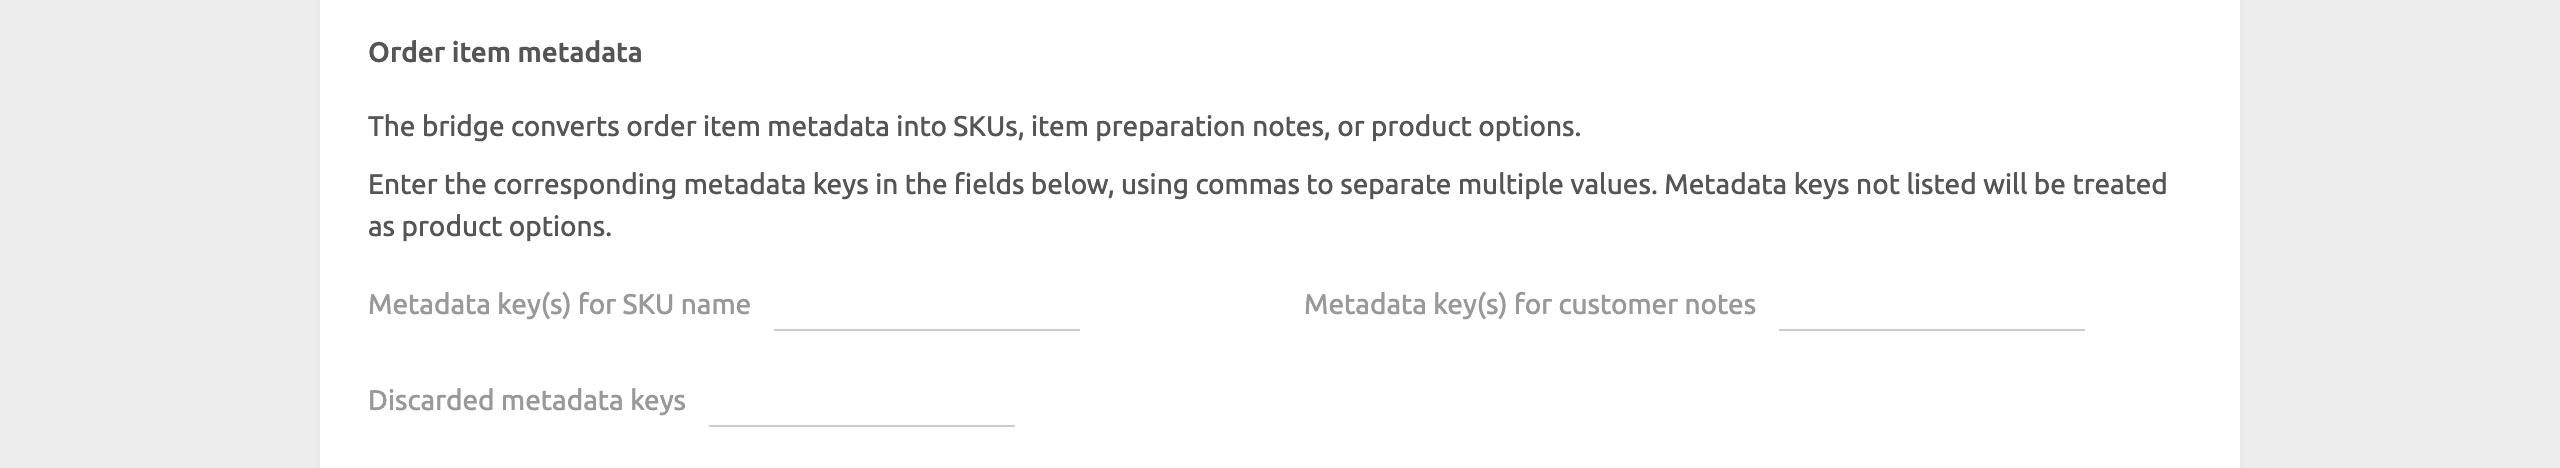 Order item metadata
The bridge converts order item metadata into SKUs, item preparation notes, or product options.
Enter the corresponding metadata keys in the fields below, using commas to separate multiple values. Metadata keys not listed will be treated
as product options.
Metadata key(s) for SKU name
Metadata key(s) for customer notes
Discarded metadata keys